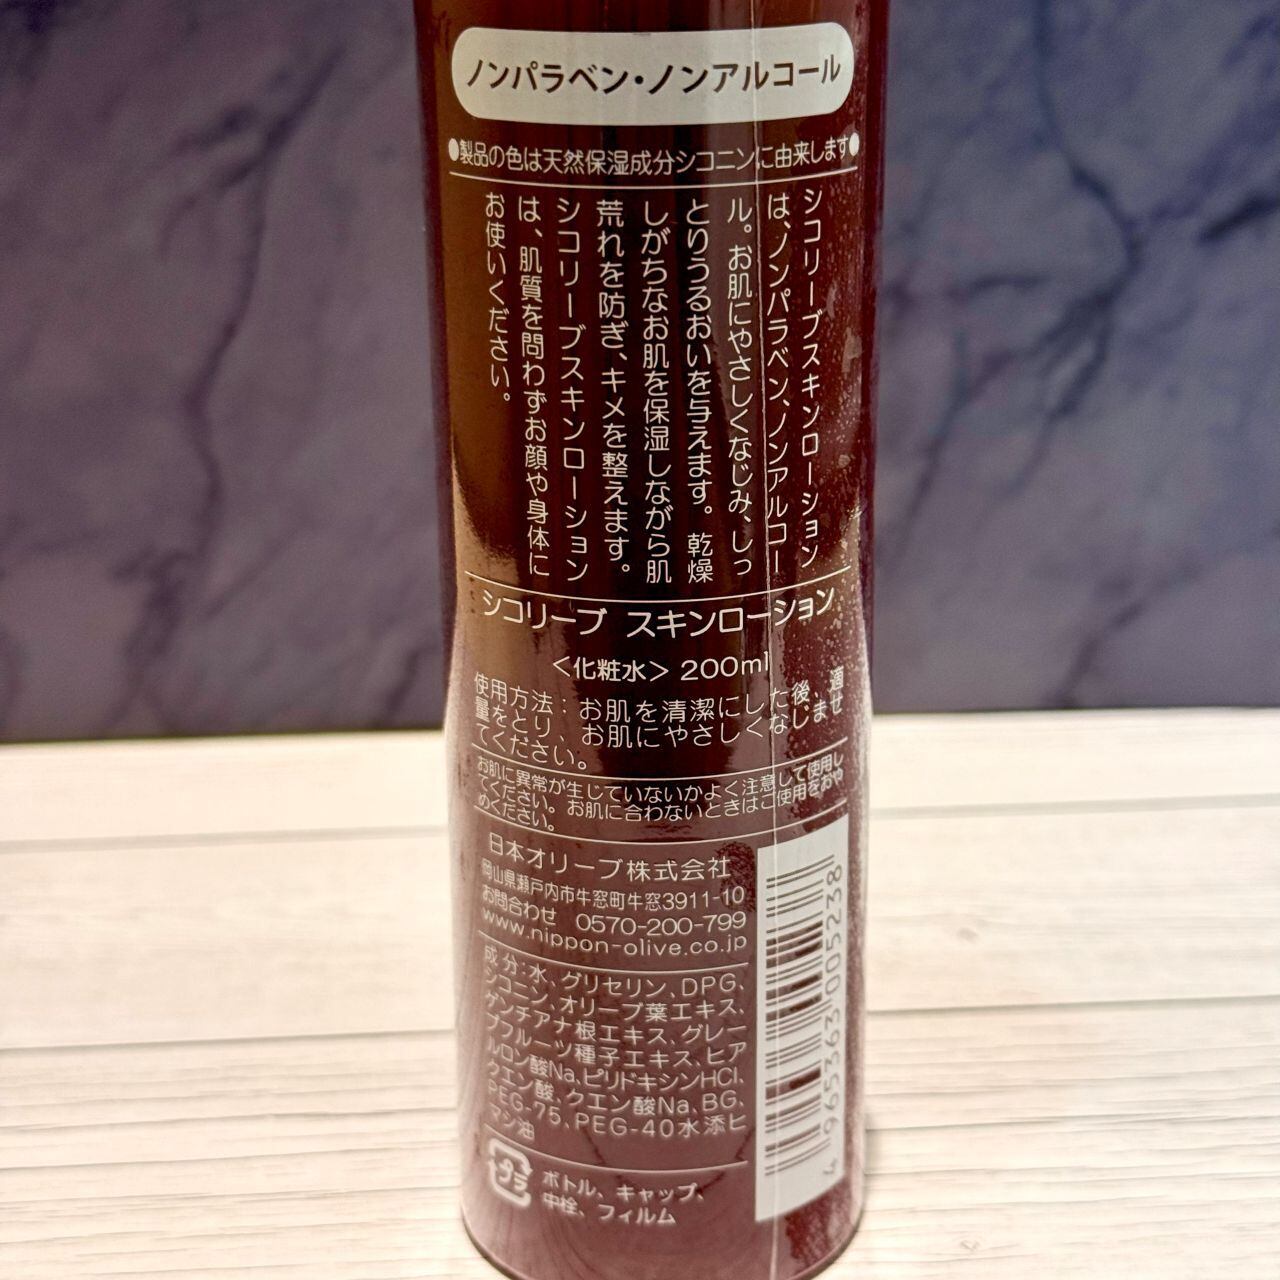 ノンパラベン・ノンアルコール
●製品の色は天然保湿成分シコニンに由来します●
シコリーブスキンローション
は、ノンパラベン、ノンアルコー
ル。お肌にやさしくなじみ、しっ
とりうるおいを与えます。乾燥
しがちなお肌を保湿しながら肌
荒れを防ぎ、キメを整えます。
シコリーブスキンローション
は、肌質を問わずお顔や身体に
お使いください。
シコリーブ スキンローション
＜化粧水＞ 200ml
使用方法：お肌を清潔にした後、適
量をとり、お肌にやさしくなじませ
てください。
お肌に異常が生じていないかよく注意して使用し
てください。お肌に合わないときはご使用をおや
めください。
日本オリーブ株式会社
岡山県瀬戸内市牛窓町牛窓3911-10
お問合わせ 0570-200-799
www.nippon-olive.co.jp
成分：水、グリセリン、DPG、
シコニン、オリーブ葉エキス、
ゲンチアナ根エキス、グレー
プフルーツ種子エキス、ヒア
ルロン酸Na、ピリドキシンHCl、
クエン酸、クエン酸Na、BG、
PEG-75、PEG-40水添ヒ
マシ油
プラ
ボトル、キャップ、
中栓、フィルム
4 965363 005238